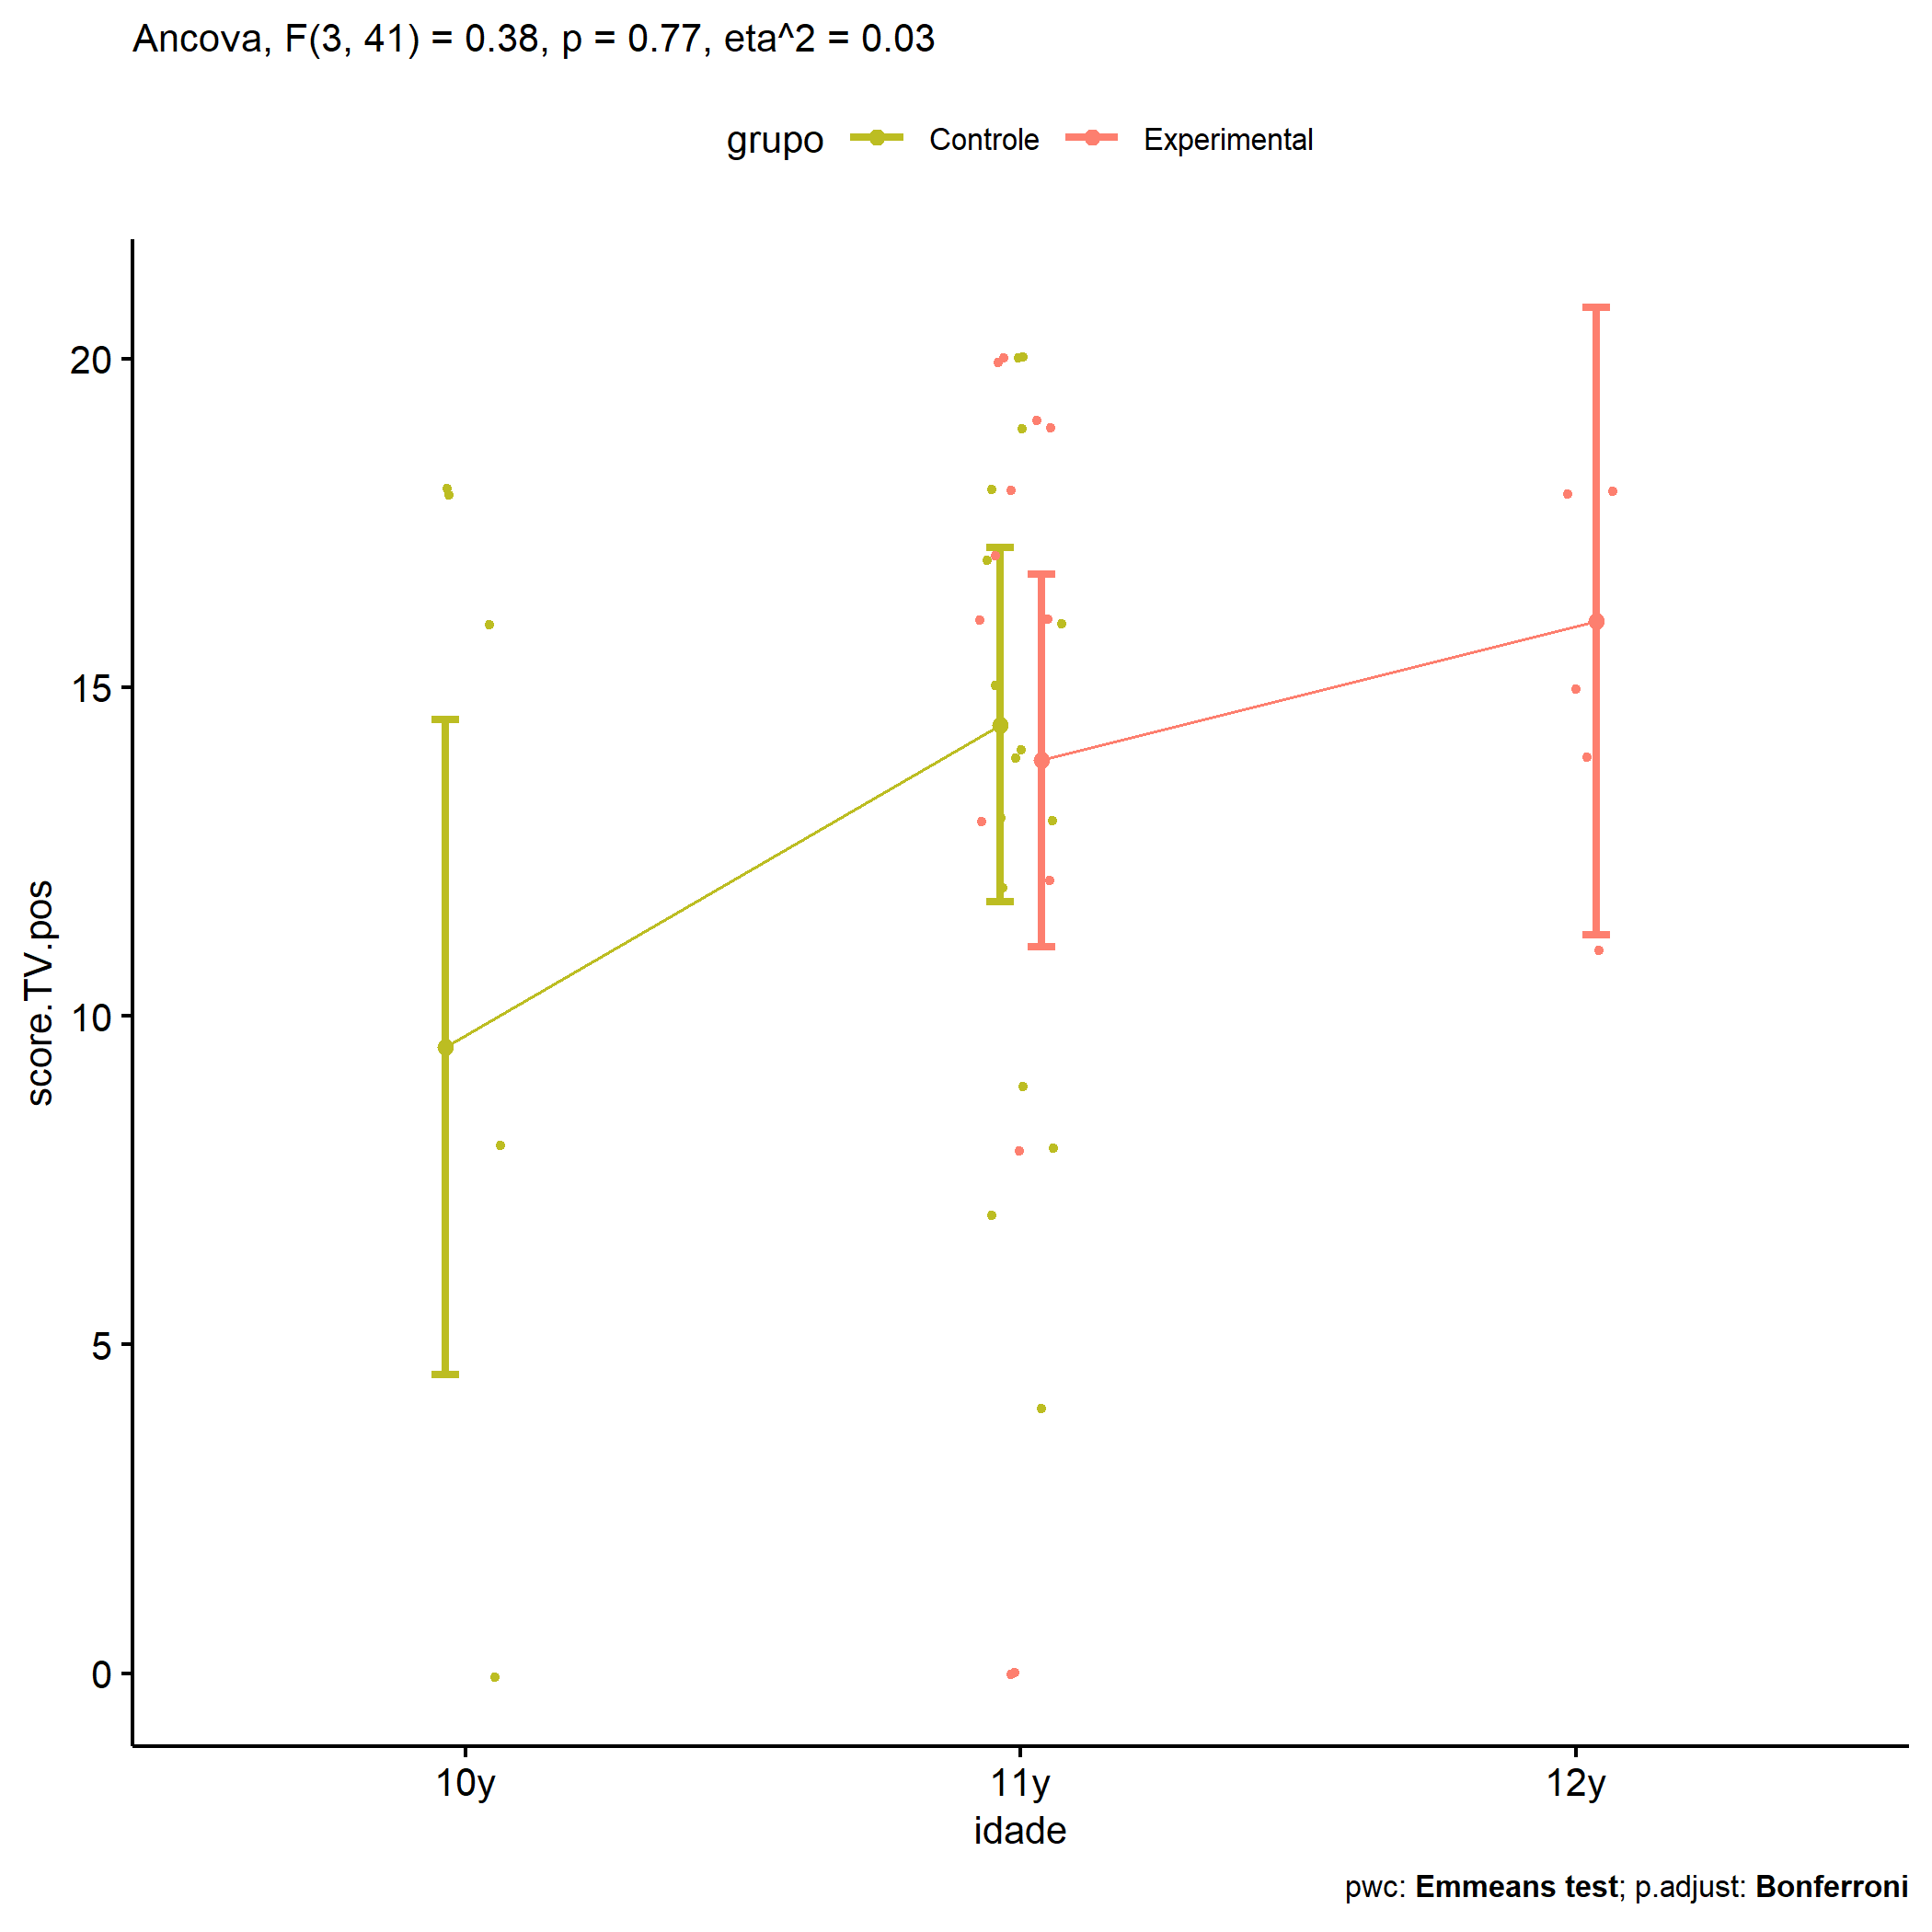 Ancova, F(3, 41) = 0.38, p = 0.77, eta^2 = 0.03
grupo Controle Experimental
score.TV.pos
20
15
10
5
0
10y 11y 12y
idade
pwc: Emmeans test; p.adjust: Bonferroni